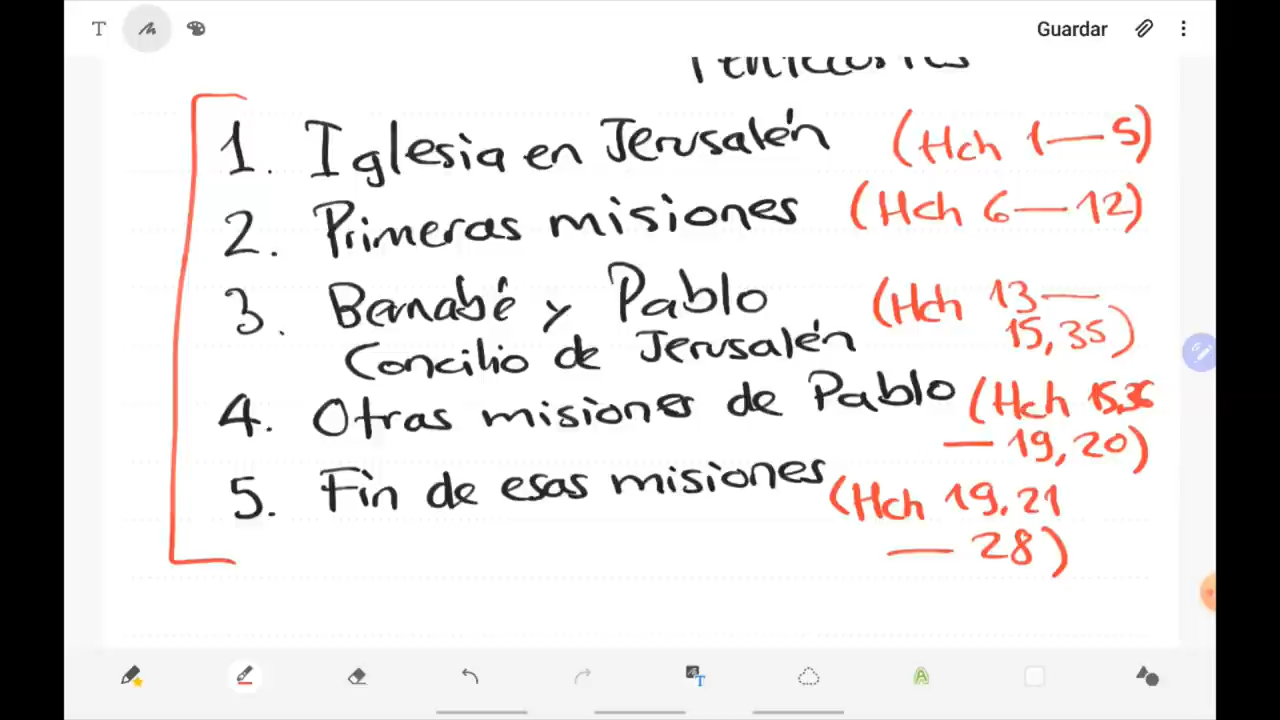 T
Guardar
1. Iglesia en Jerusalén (Hch 1—5)
2. Primeras misiones (Hch 6—12)
3. Bernabé y Pablo (Hch 13—
Concilio de Jerusalén 15,35)
4. Otras misiones de Pablo (Hch 15,36
— 19,20)
5. Fin de esas misiones (Hch 19,21
— 28)